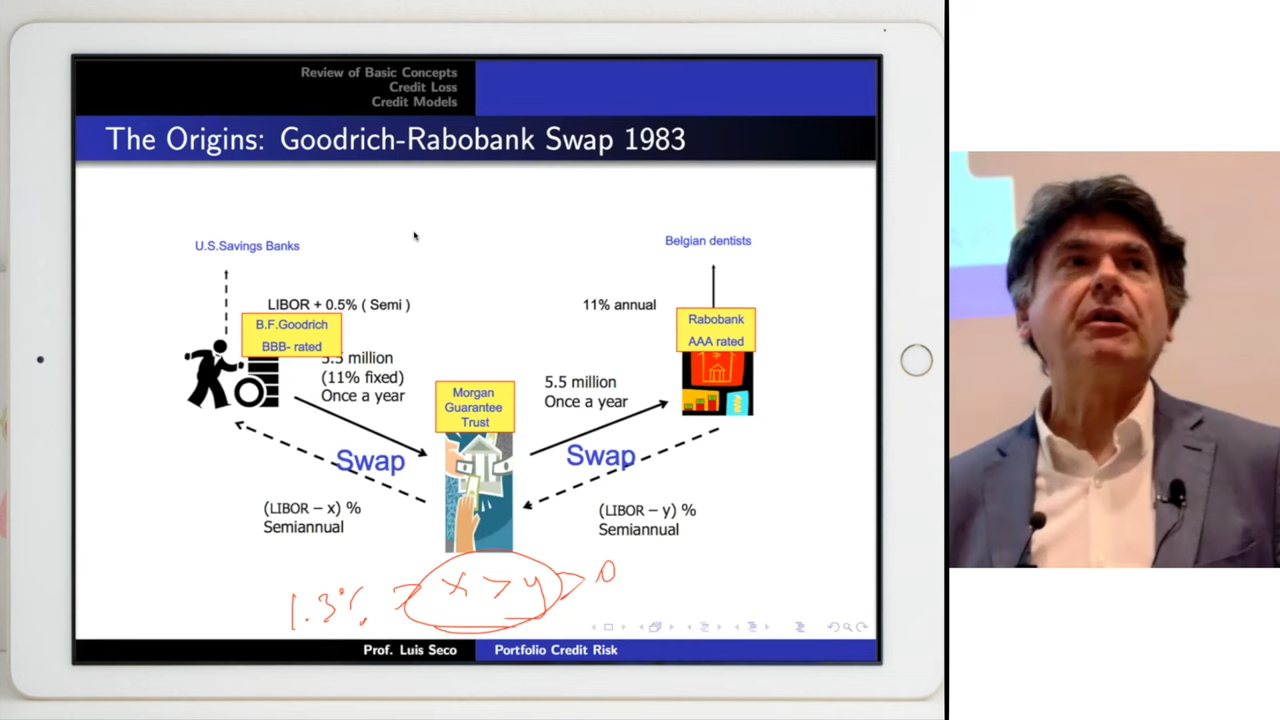 Review of Basic Concepts
Credit Loss
Credit Models
The Origins: Goodrich-Rabobank Swap 1983
U.S.Savings Banks
Belgian dentists
LIBOR + 0.5% ( Semi )
11% annual
B.F.Goodrich
BBB- rated
Rabobank
AAA rated
5.5 million
(11% fixed)
Once a year
5.5 million
Once a year
Morgan
Guarantee
Trust
Swap
Swap
(LIBOR – x) %
Semiannual
(LIBOR – y) %
Semiannual
1.3% > x > y > 0
Prof. Luis Seco
Portfolio Credit Risk